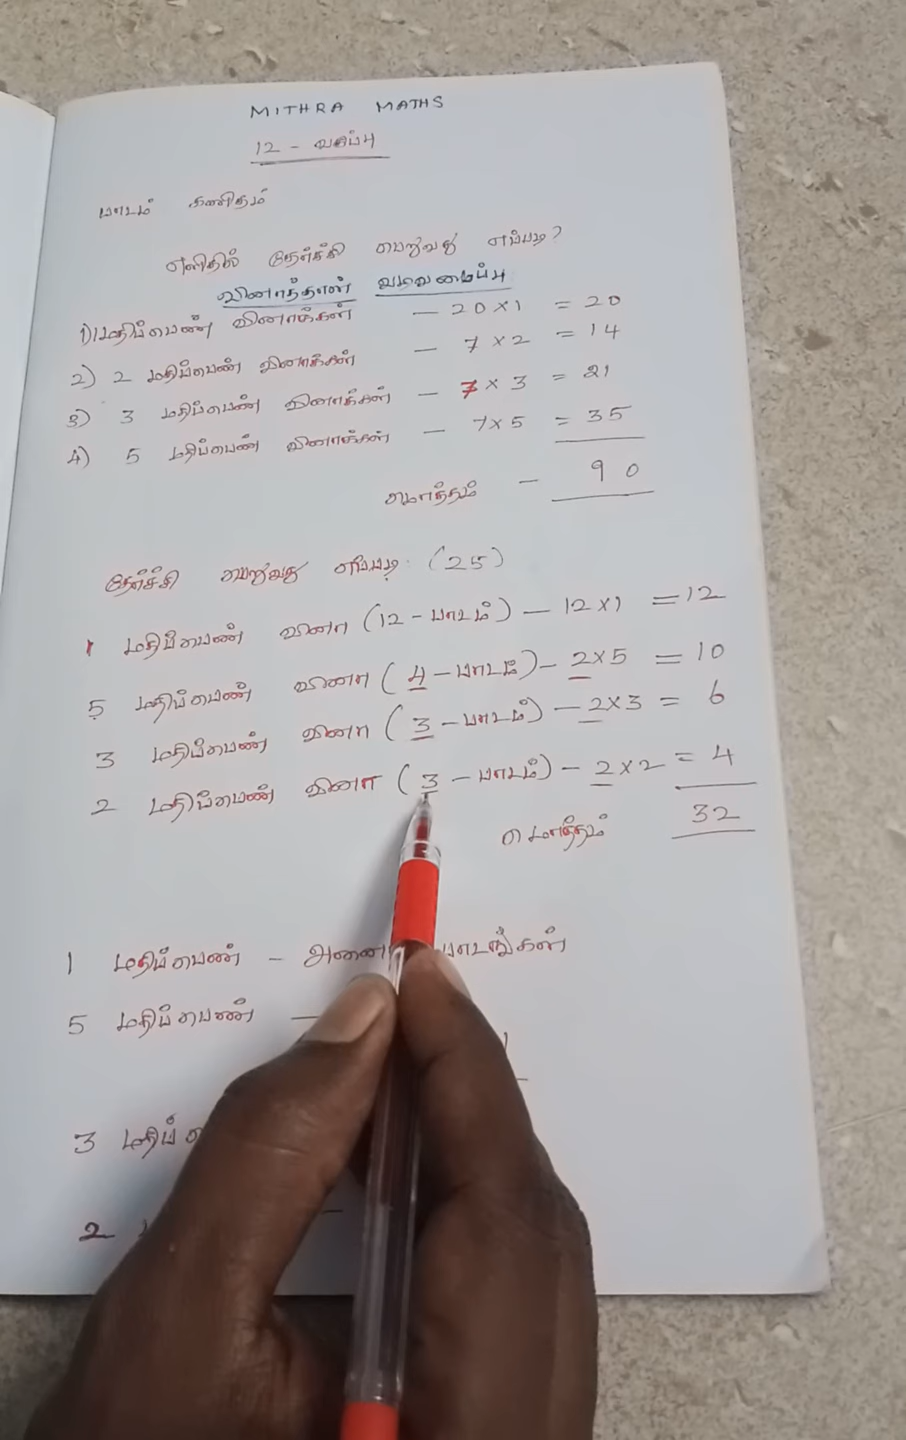 MITHRA MATHS
12 - வகுப்பு
பாடம் கணிதம்
எளிதில் தேர்ச்சி பெறுவது எப்படி?
வினாத்தாள் வடிவமைப்பு
1) 1 மதிப்பெண் வினாக்கள் - 20 × 1 = 20
2) 2 மதிப்பெண் வினாக்கள் - 7 × 2 = 14
3) 3 மதிப்பெண் வினாக்கள் - 7 × 3 = 21
4) 5 மதிப்பெண் வினாக்கள் - 7 × 5 = 35
மொத்தம் - 90
தேர்ச்சி பெறுவது எப்படி: (25)
1 மதிப்பெண் வினா (12 - பாடம்) - 12 × 1 = 12
5 மதிப்பெண் வினா (4 - பாடம்) - 2 × 5 = 10
3 மதிப்பெண் வினா (3 - பாடம்) - 2 × 3 = 6
2 மதிப்பெண் வினா (3 - பாடம்) - 2 × 2 = 4
மொத்தம் 32
1 மதிப்பெண் - பாடங்கள்
5 மதிப்பெண் -
3
2